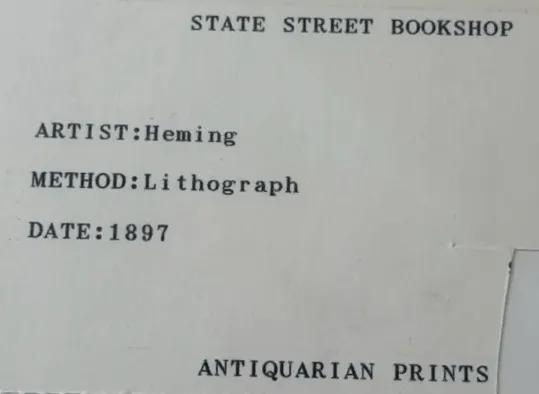 STATE STREET BOOKSHOP
ARTIST:Heming
METHOD:Lithograph
DATE:1897
ANTIQUARIAN PRINTS